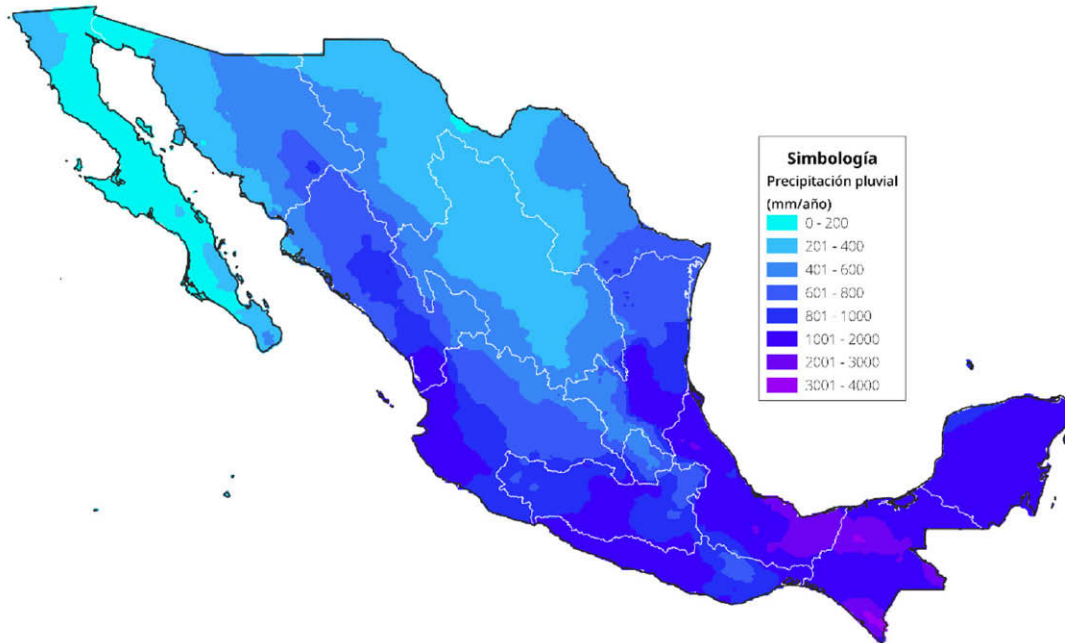 Simbología
Precipitación pluvial
(mm/año)
0 - 200
201 - 400
401 - 600
601 - 800
801 - 1000
1001 - 2000
2001 - 3000
3001 - 4000